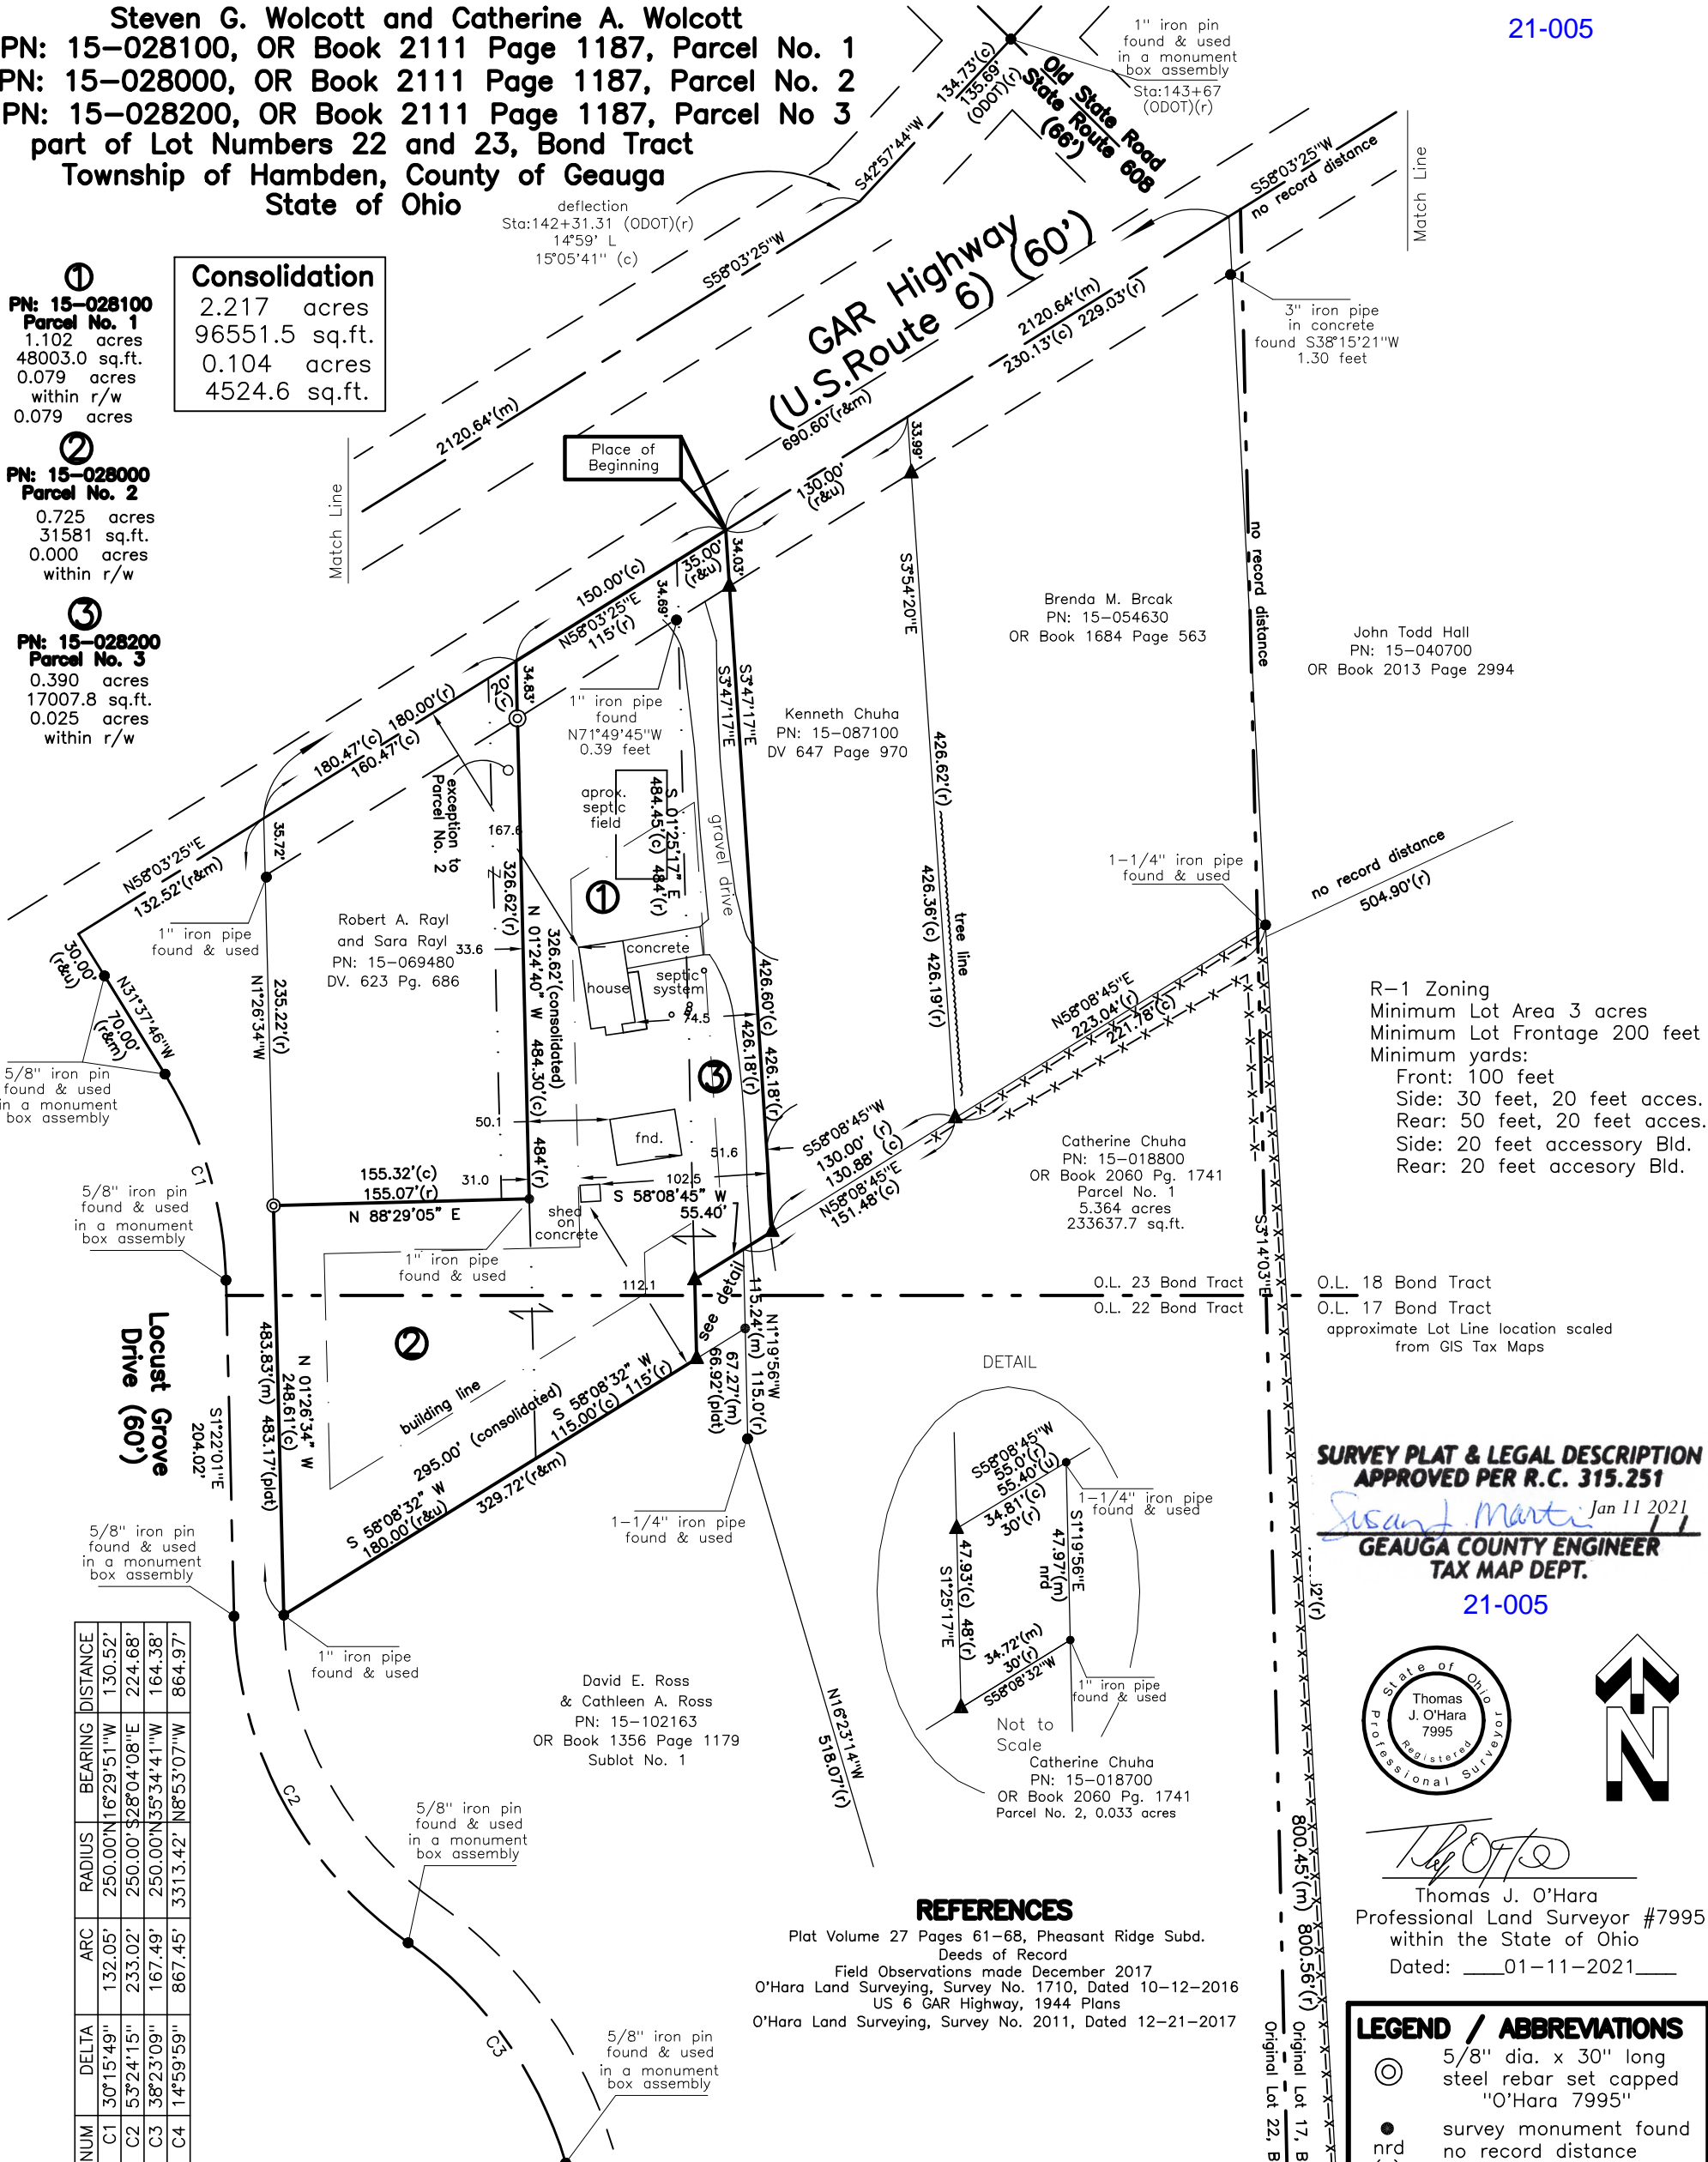 Steven G. Wolcott and Catherine A. Wolcott
PN: 15-028100, OR Book 2111 Page 1187, Parcel No. 1
PN: 15-028000, OR Book 2111 Page 1187, Parcel No. 2
PN: 15-028200, OR Book 2111 Page 1187, Parcel No 3
part of Lot Numbers 22 and 23, Bond Tract
Township of Hambden, County of Geauga
State of Ohio
21-005
1" iron pin
found & used
in a monument
box assembly
Sta:143+67
(ODOT)(r)
134.73'(c)
135.69'
(ODOT)(r)
Old State Road
State Route 608
(66')
S42°57'44"W
deflection
Sta:142+31.31 (ODOT)(r)
14°59' L
15°05'41" (c)
S58°03'25"W
no record distance
Match Line
S58°03'25"W
GAR Highway
(U.S.Route 6) (60')
2120.64'(m)
230.13'(c) 229.03'(r)
690.60'(r&m)
3" iron pipe
in concrete
found S38°15'21"W
1.30 feet
1
PN: 15-028100
Parcel No. 1
1.102 acres
48003.0 sq.ft.
0.079 acres
within r/w
0.079 acres
2
PN: 15-028000
Parcel No. 2
0.725 acres
31581 sq.ft.
0.000 acres
within r/w
3
PN: 15-028200
Parcel No. 3
0.390 acres
17007.8 sq.ft.
0.025 acres
within r/w
Consolidation
2.217 acres
96551.5 sq.ft.
0.104 acres
4524.6 sq.ft.
2120.64'(m)
Match Line
Place of
Beginning
130.00'
(r&u)
33.99'
34.03'
35.00'
(r&u)
34.69'
150.00'(c)
N58°03'25"E
115'(r)
34.83'
20'
(r)
180.47'(c) 180.00'(r)
160.47'(c)
35.72'
N58°03'25"E
132.52'(r&m)
1" iron pipe
found
N71°49'45"W
0.39 feet
S3°47'17"E
S3°47'17"E
S3°54'20"E
no record distance
Brenda M. Brcak
PN: 15-054630
OR Book 1684 Page 563
John Todd Hall
PN: 15-040700
OR Book 2013 Page 2994
Kenneth Chuha
PN: 15-087100
DV 647 Page 970
426.62'(r)
426.36'(c) 426.19'(r)
tree line
exception to
Parcel No. 2
aprox.
septic
field
S 01°25'17" E
484.45'(c) 484'(r)
gravel drive
167.6
326.62'(r)
1
N 01°24'40" W 484.30'(c) 484'(r)
326.62'(consolidated)
33.6
concrete
house
septic
system
74.5
426.60'(c) 426.18'(r)
426.18'(r)
3
Robert A. Rayl
and Sara Rayl
PN: 15-069480
DV. 623 Pg. 686
1" iron pipe
found & used
30.00'
(r&u)
N31°37'46"W
70.00'
(r&m)
5/8" iron pin
found & used
in a monument
box assembly
235.22'(r)
N1°26'34"W
1-1/4" iron pipe
found & used
no record distance
504.90'(r)
N58°08'45"E
223.04'(r)
221.78'(c)
R-1 Zoning
Minimum Lot Area 3 acres
Minimum Lot Frontage 200 feet
Minimum yards:
Front: 100 feet
Side: 30 feet, 20 feet acces.
Rear: 50 feet, 20 feet acces.
Side: 20 feet accessory Bld.
Rear: 20 feet accesory Bld.
50.1
fnd.
51.6
102.5
31.0
155.32'(c)
155.07'(r)
N 88°29'05" E
shed
on
concrete
S 58°08'45" W
55.40'
S58°08'45"W
130.00' (r)
130.88' (c)
N58°08'45"E
151.48'(c)
Catherine Chuha
PN: 15-018800
OR Book 2060 Pg. 1741
Parcel No. 1
5.364 acres
233637.7 sq.ft.
S3°14'03"E
C1
5/8" iron pin
found & used
in a monument
box assembly
1" iron pipe
found & used
112.1
see detail
O.L. 23 Bond Tract
O.L. 18 Bond Tract
O.L. 22 Bond Tract
O.L. 17 Bond Tract
approximate Lot Line location scaled
from GIS Tax Maps
Locust Grove
Drive (60')
S1°22'01"E
204.02'
483.83'(m) 483.17'(plat)
N 01°26'34" W
248.61'(c)
2
building line
295.00' (consolidated)
S 58°08'32" W
115.00'(c) 115'(r)
S 58°08'32" W
180.00'(r&u)
329.72'(r&m)
N1°19'56"W
115.24'(m) 115.0'(r)
67.27'(m)
66.92'(plat)
1-1/4" iron pipe
found & used
DETAIL
S58°08'45"W
55.0'(r)
55.40'(u)
34.81'(c)
30'(r)
1-1/4" iron pipe
found & used
S1°19'56"E
47.97'(m)
nrd
47.93'(c) 48'(r)
S1°25'17"E
34.72'(m)
30'(r)
S58°08'32"W
1" iron pipe
found & used
Not to
Scale
Catherine Chuha
PN: 15-018700
OR Book 2060 Pg. 1741
Parcel No. 2, 0.033 acres
SURVEY PLAT & LEGAL DESCRIPTION
APPROVED PER R.C. 315.251
Susan L. Martin Jan 11 2021
GEAUGA COUNTY ENGINEER
TAX MAP DEPT.
21-005
5/8" iron pin
found & used
in a monument
box assembly
1" iron pipe
found & used
David E. Ross
& Cathleen A. Ross
PN: 15-102163
OR Book 1356 Page 1179
Sublot No. 1
N16°23'14"W
518.07'(r)
State of Ohio
Thomas
J. O'Hara
7995
Registered
Professional Surveyor
N
Thomas J. O'Hara
Professional Land Surveyor #7995
within the State of Ohio
Dated: 01-11-2021
NUM DELTA ARC RADIUS BEARING DISTANCE
C1 30°15'49" 132.05' 250.00' N16°29'51"W 130.52'
C2 53°24'15" 233.02' 250.00' S28°04'08"E 224.68'
C3 38°23'09" 167.49' 250.00' N35°34'41"W 164.38'
C4 14°59'59" 867.45' 3313.42' N8°53'07"W 864.97'
C2
5/8" iron pin
found & used
in a monument
box assembly
C3
5/8" iron pin
found & used
in a monument
box assembly
REFERENCES
Plat Volume 27 Pages 61-68, Pheasant Ridge Subd.
Deeds of Record
Field Observations made December 2017
O'Hara Land Surveying, Survey No. 1710, Dated 10-12-2016
US 6 GAR Highway, 1944 Plans
O'Hara Land Surveying, Survey No. 2011, Dated 12-21-2017
800.45'(m) 800.56'(r)
Original Lot 22, B
Original Lot 17, B
LEGEND / ABBREVIATIONS
5/8" dia. x 30" long
steel rebar set capped
"O'Hara 7995"
survey monument found
nrd no record distance